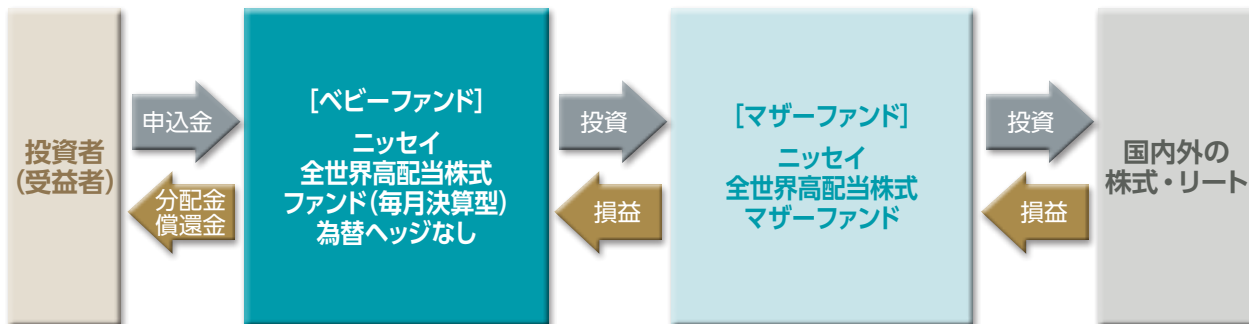 投資者
(受益者)
申込金
分配金
償還金
[ベビーファンド]
ニッセイ
全世界高配当株式
ファンド(毎月決算型)
為替ヘッジなし
投資
損益
[マザーファンド]
ニッセイ
全世界高配当株式
マザーファンド
投資
損益
国内外の
株式・リート